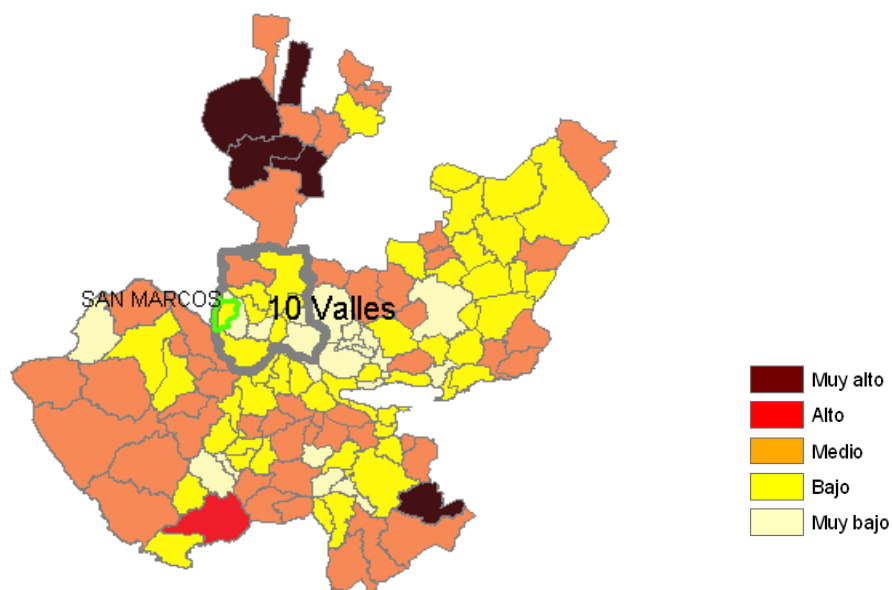 SAN MARCOS
10 Valles
Muy alto
Alto
Medio
Bajo
Muy bajo